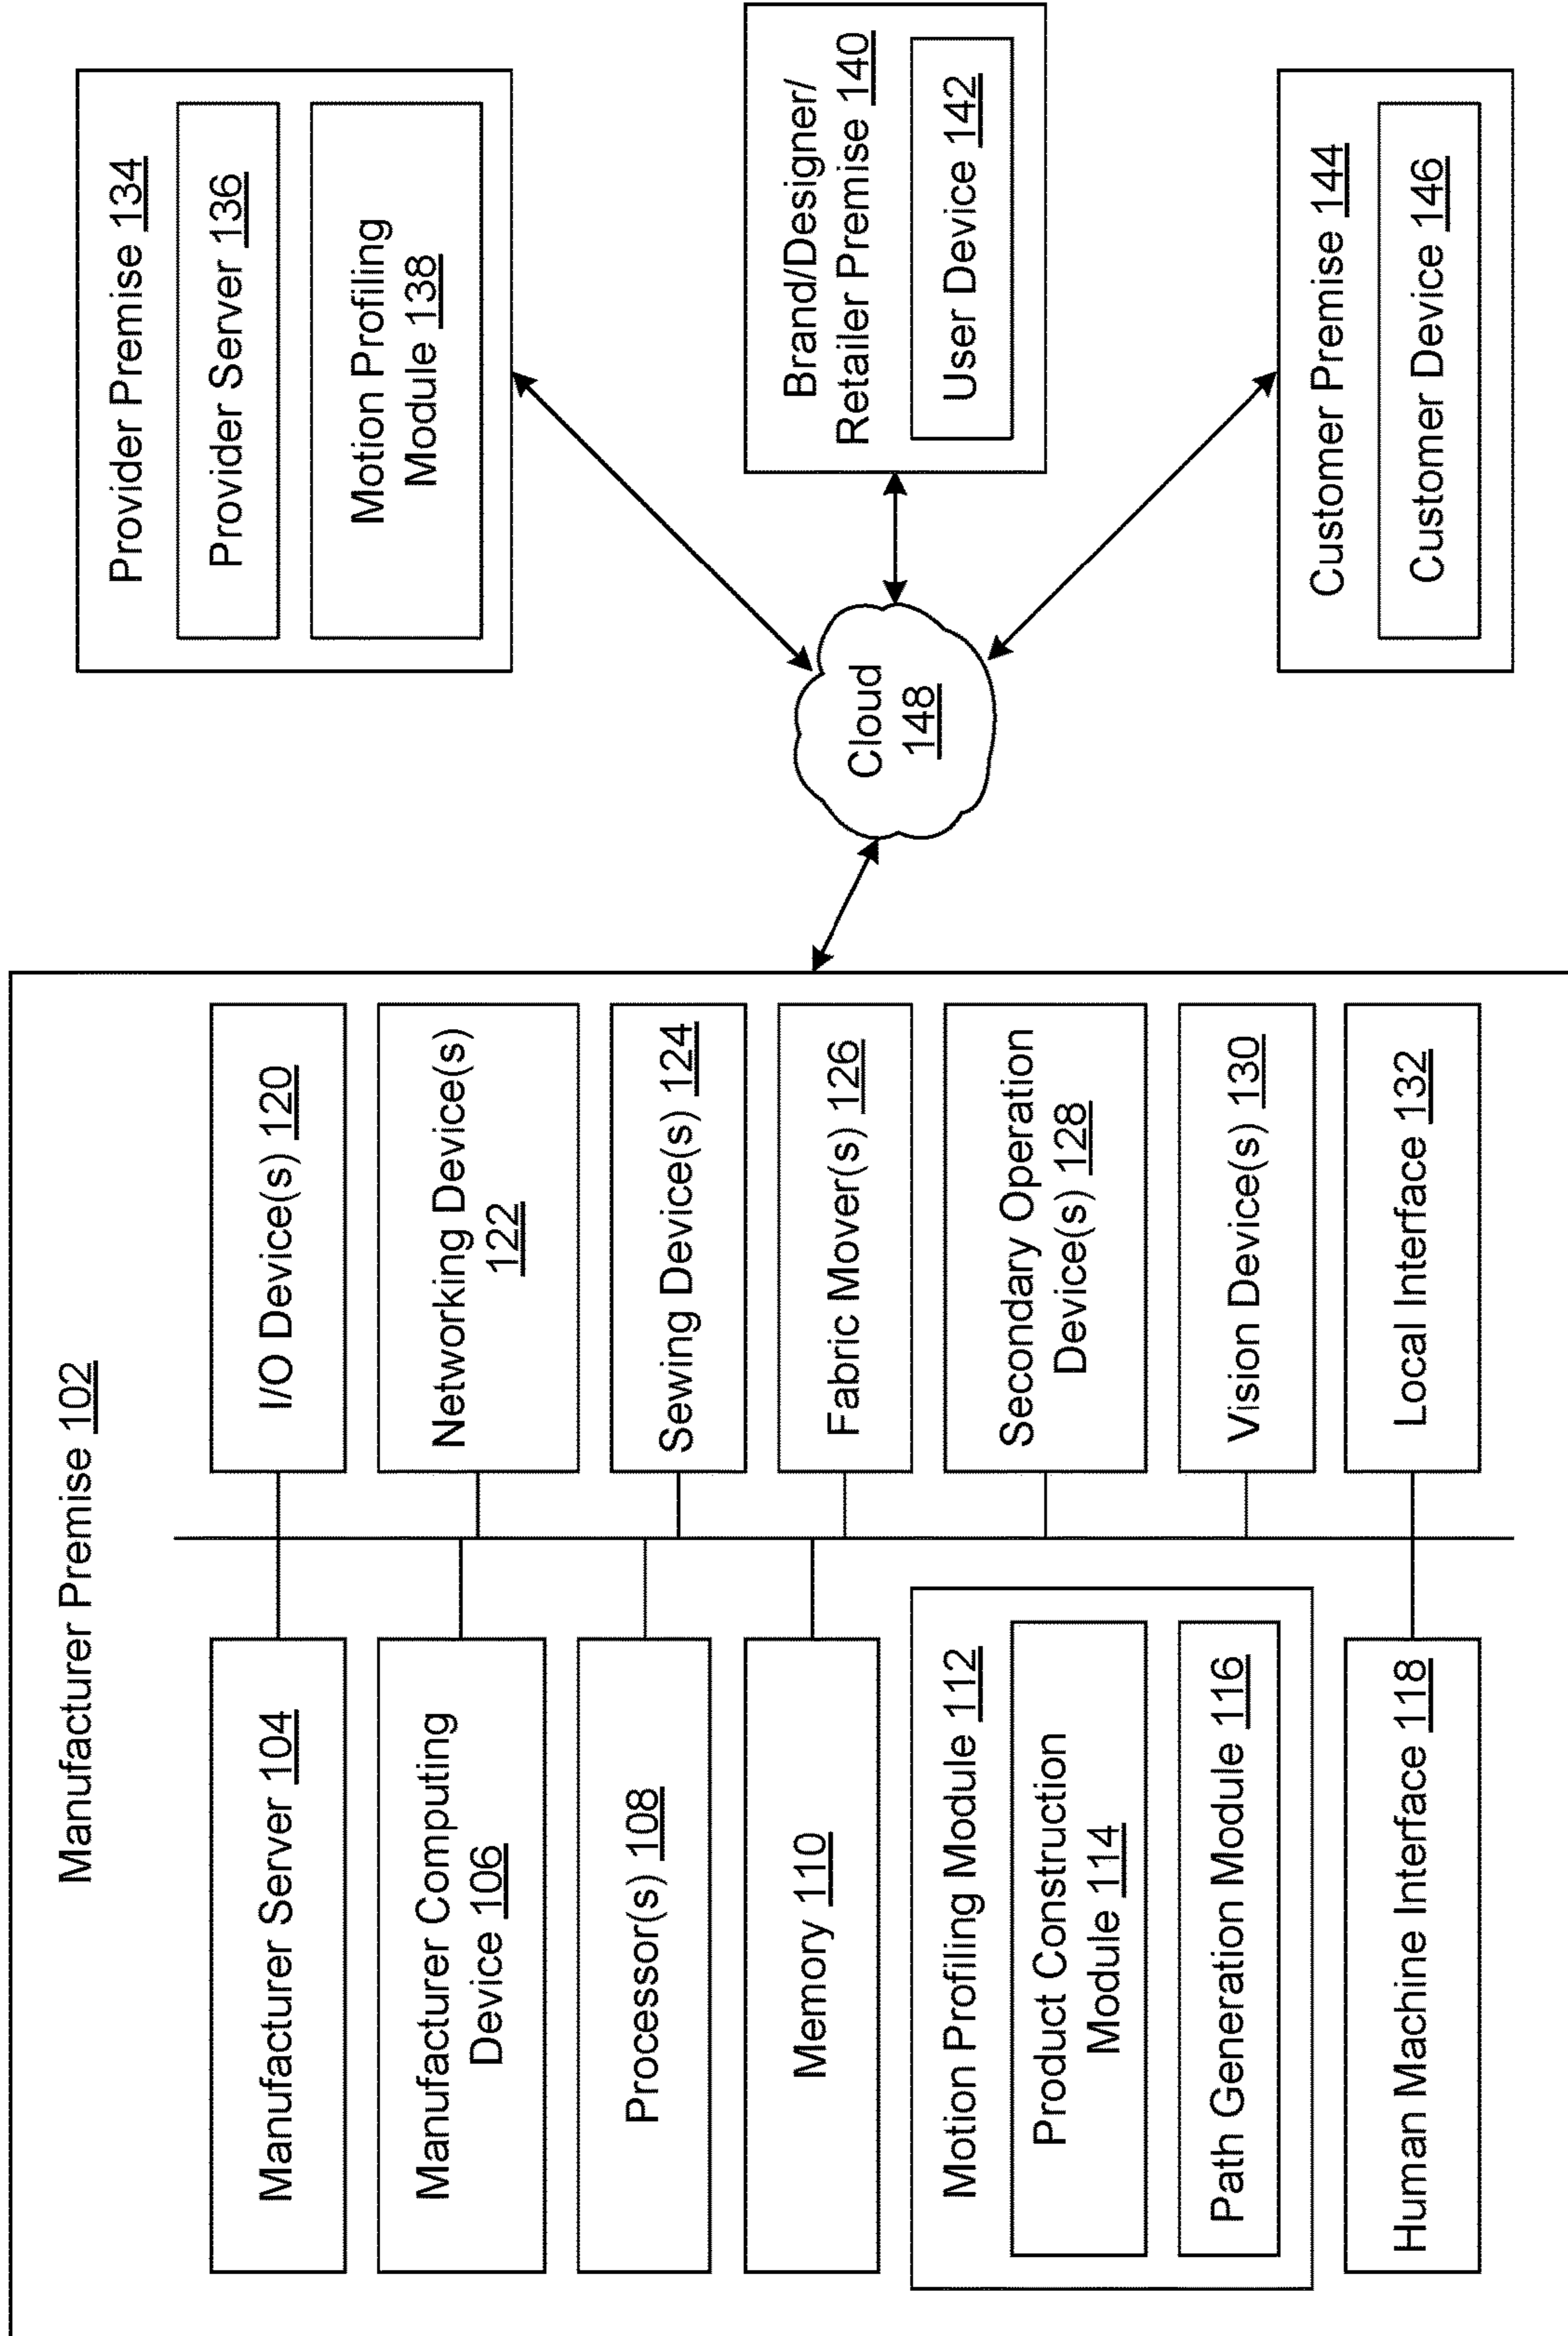 Manufacturer Premise 102
Manufacturer Server 104
Manufacturer Computing
Device 106
Processor(s) 108
Memory 110
Motion Profiling Module 112
Product Construction
Module 114
Path Generation Module 116
Human Machine Interface 118
I/O Device(s) 120
Networking Device(s)
122
Sewing Device(s) 124
Fabric Mover(s) 126
Secondary Operation
Device(s) 128
Vision Device(s) 130
Local Interface 132
Cloud
148
Provider Premise 134
Provider Server 136
Motion Profiling
Module 138
Brand/Designer/
Retailer Premise 140
User Device 142
Customer Premise 144
Customer Device 146